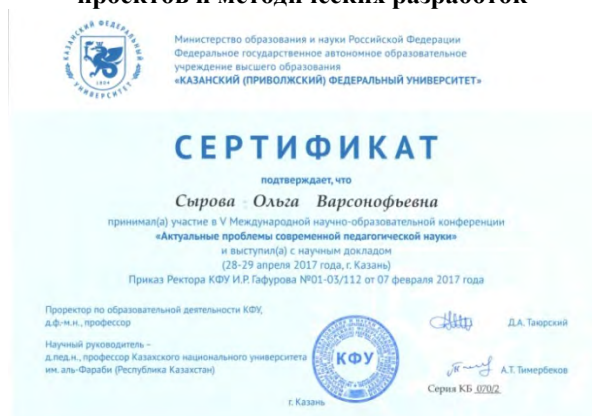 проектов и методических разработок
КАЗАНСКИЙ ФЕДЕРАЛЬНЫЙ УНИВЕРСИТЕТ
1804
Министерство образования и науки Российской Федерации
Федеральное государственное автономное образовательное
учреждение высшего образования
«КАЗАНСКИЙ (ПРИВОЛЖСКИЙ) ФЕДЕРАЛЬНЫЙ УНИВЕРСИТЕТ»
СЕРТИФИКАТ
подтверждает, что
Сырова Ольга Варсонофьевна
принимал(а) участие в V Международной научно-образовательной конференции
«Актуальные проблемы современной педагогической науки»
и выступил(а) с научным докладом
(28-29 апреля 2017 года, г. Казань)
Приказ Ректора КФУ И.Р. Гафурова №01-03/112 от 07 февраля 2017 года
Проректор по образовательной деятельности КФУ,
д.ф-м.н., профессор
Д.А. Таюрский
Научный руководитель –
д.пед.н., профессор Казахского национального университета
им. аль-Фараби (Республика Казахстан)
КФУ
А.Т. Тимербеков
Серия КБ 070/2
г. Казань